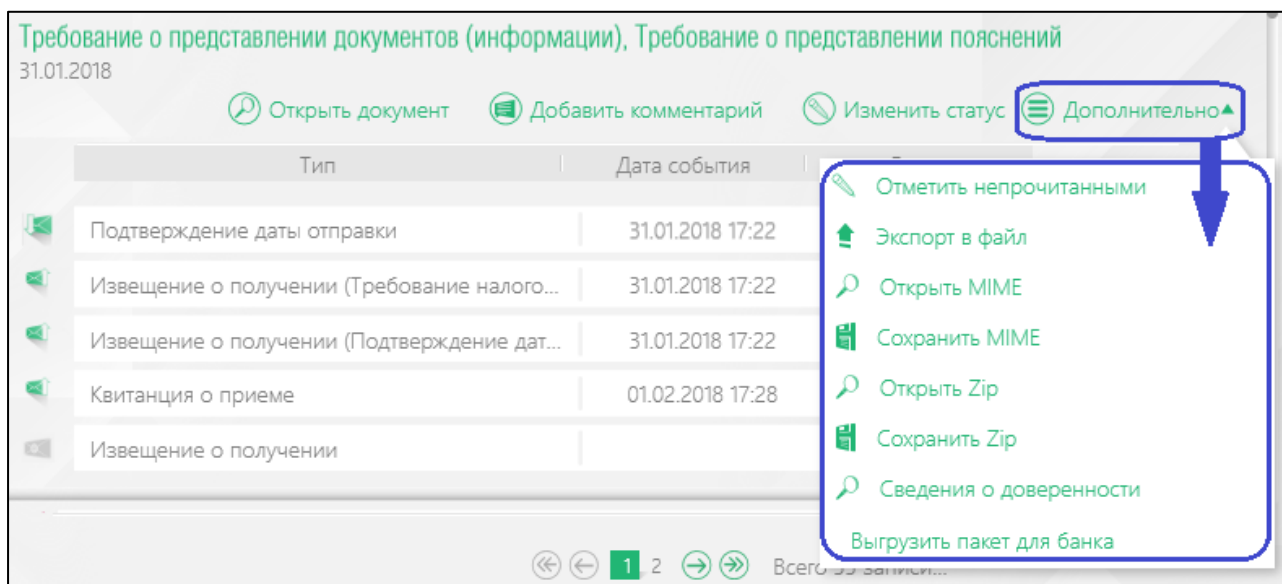 Требование о представлении документов (информации), Требование о представлении пояснений
31.01.2018
Открыть документ Добавить комментарий Изменить статус Дополнительно
Тип Дата события
Отметить непрочитанными
Подтверждение даты отправки 31.01.2018 17:22
Экспорт в файл
Извещение о получении (Требование налого... 31.01.2018 17:22
Открыть MIME
Извещение о получении (Подтверждение дат... 31.01.2018 17:22
Сохранить MIME
Квитанция о приеме 01.02.2018 17:28
Открыть Zip
Извещение о получении
Сохранить Zip
Сведения о доверенности
Выгрузить пакет для банка
1, 2 Всего